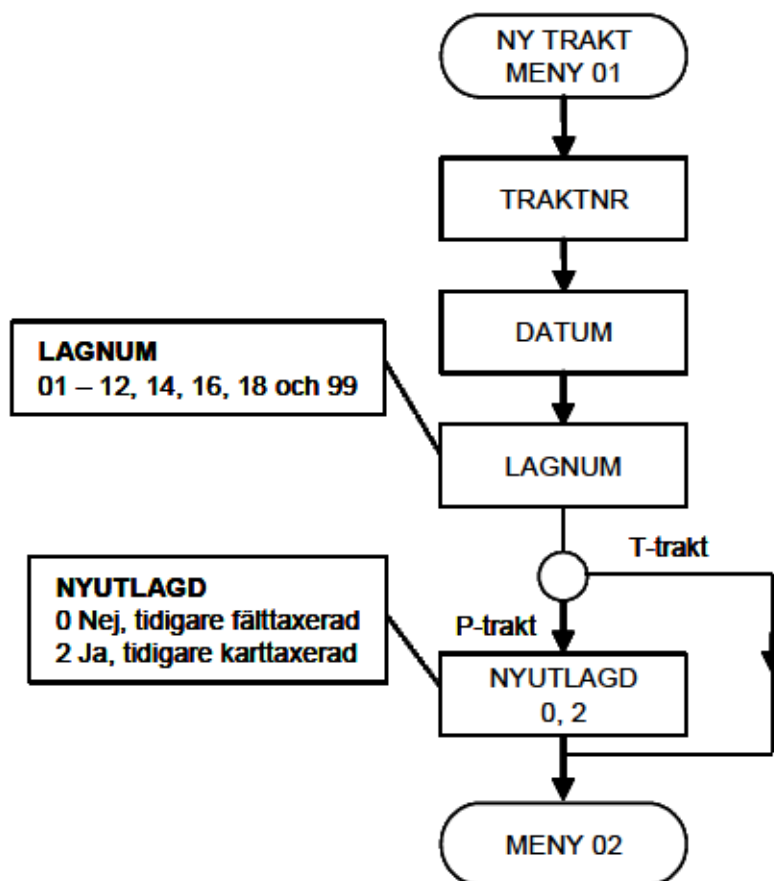 NY TRAKT
MENY 01
TRAKTNR
DATUM
LAGNUM
01 – 12, 14, 16, 18 och 99
LAGNUM
T-trakt
NYUTLAGD
0 Nej, tidigare fälttaxerad
2 Ja, tidigare karttaxerad
P-trakt
NYUTLAGD
0, 2
MENY 02